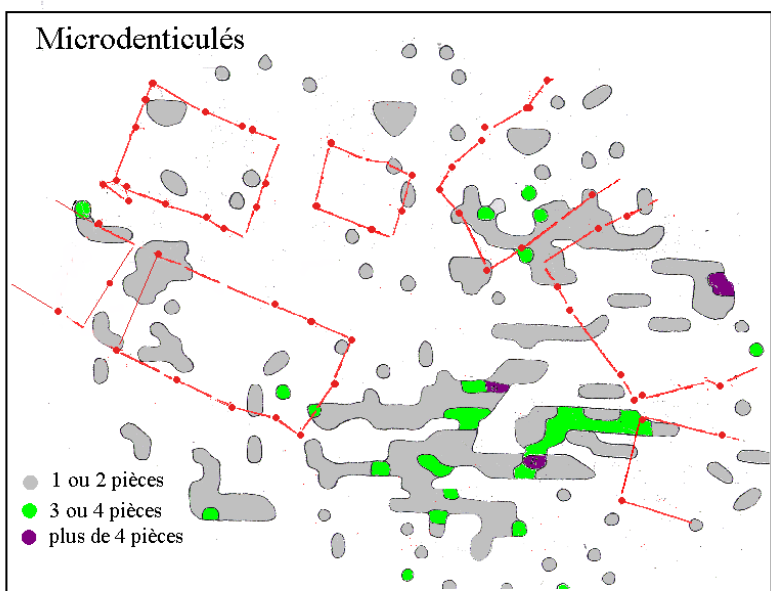 Microdenticulés
1 ou 2 pièces
3 ou 4 pièces
plus de 4 pièces